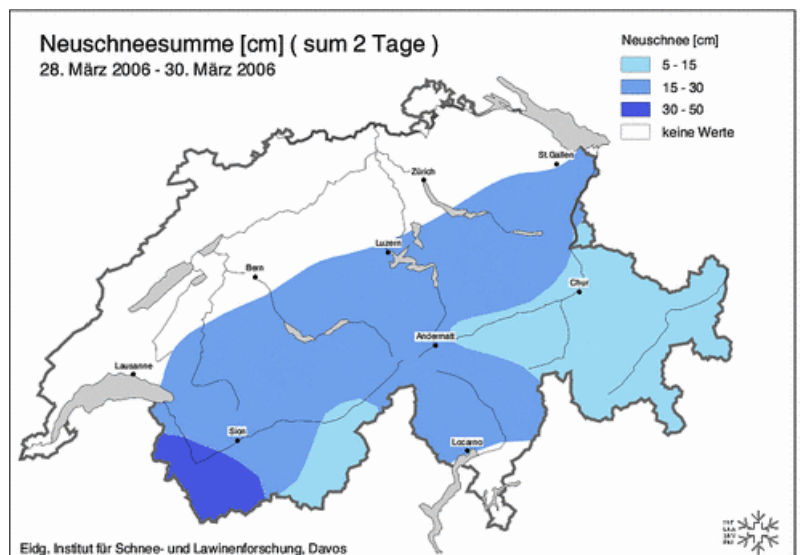 Neuschneesumme [cm] ( sum 2 Tage )
28. März 2006 - 30. März 2006
Neuschnee [cm]
5 - 15
15 - 30
30 - 50
keine Werte
St.Gallen
Zürich
Luzern
Bern
Chur
Andermatt
Lausanne
Sion
Locarno
Eidg. Institut für Schnee- und Lawinenforschung, Davos